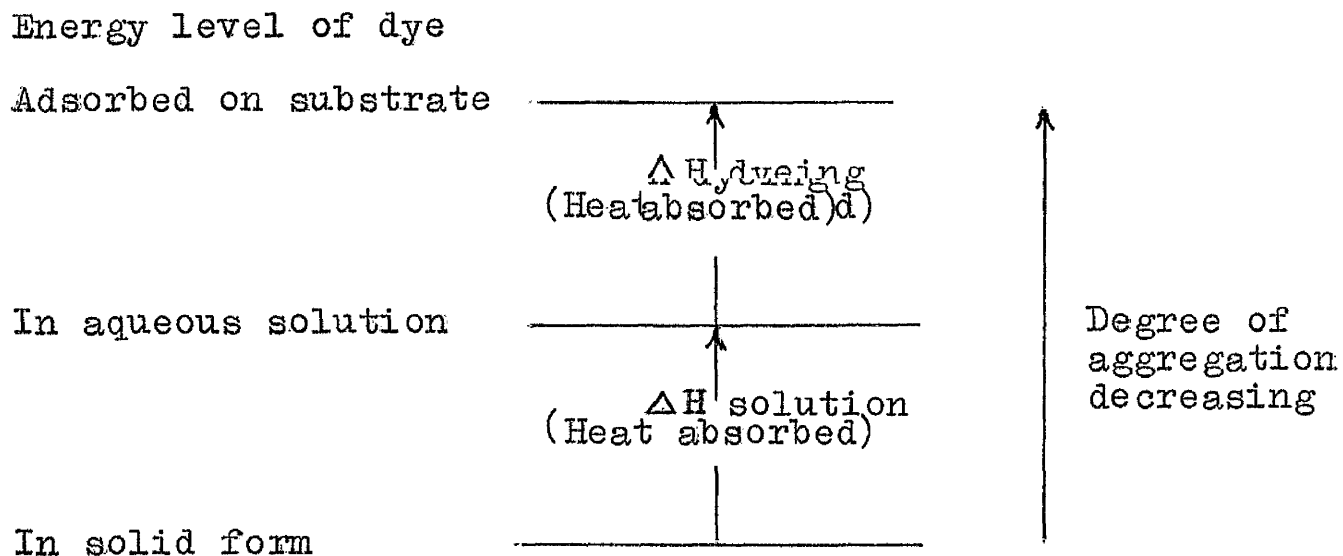 Energy level of dye
Adsorbed on substrate
Δ H dyeing
(Heat absorbed)
In aqueous solution
Degree of
aggregation
decreasing
ΔH solution
(Heat absorbed)
In solid form